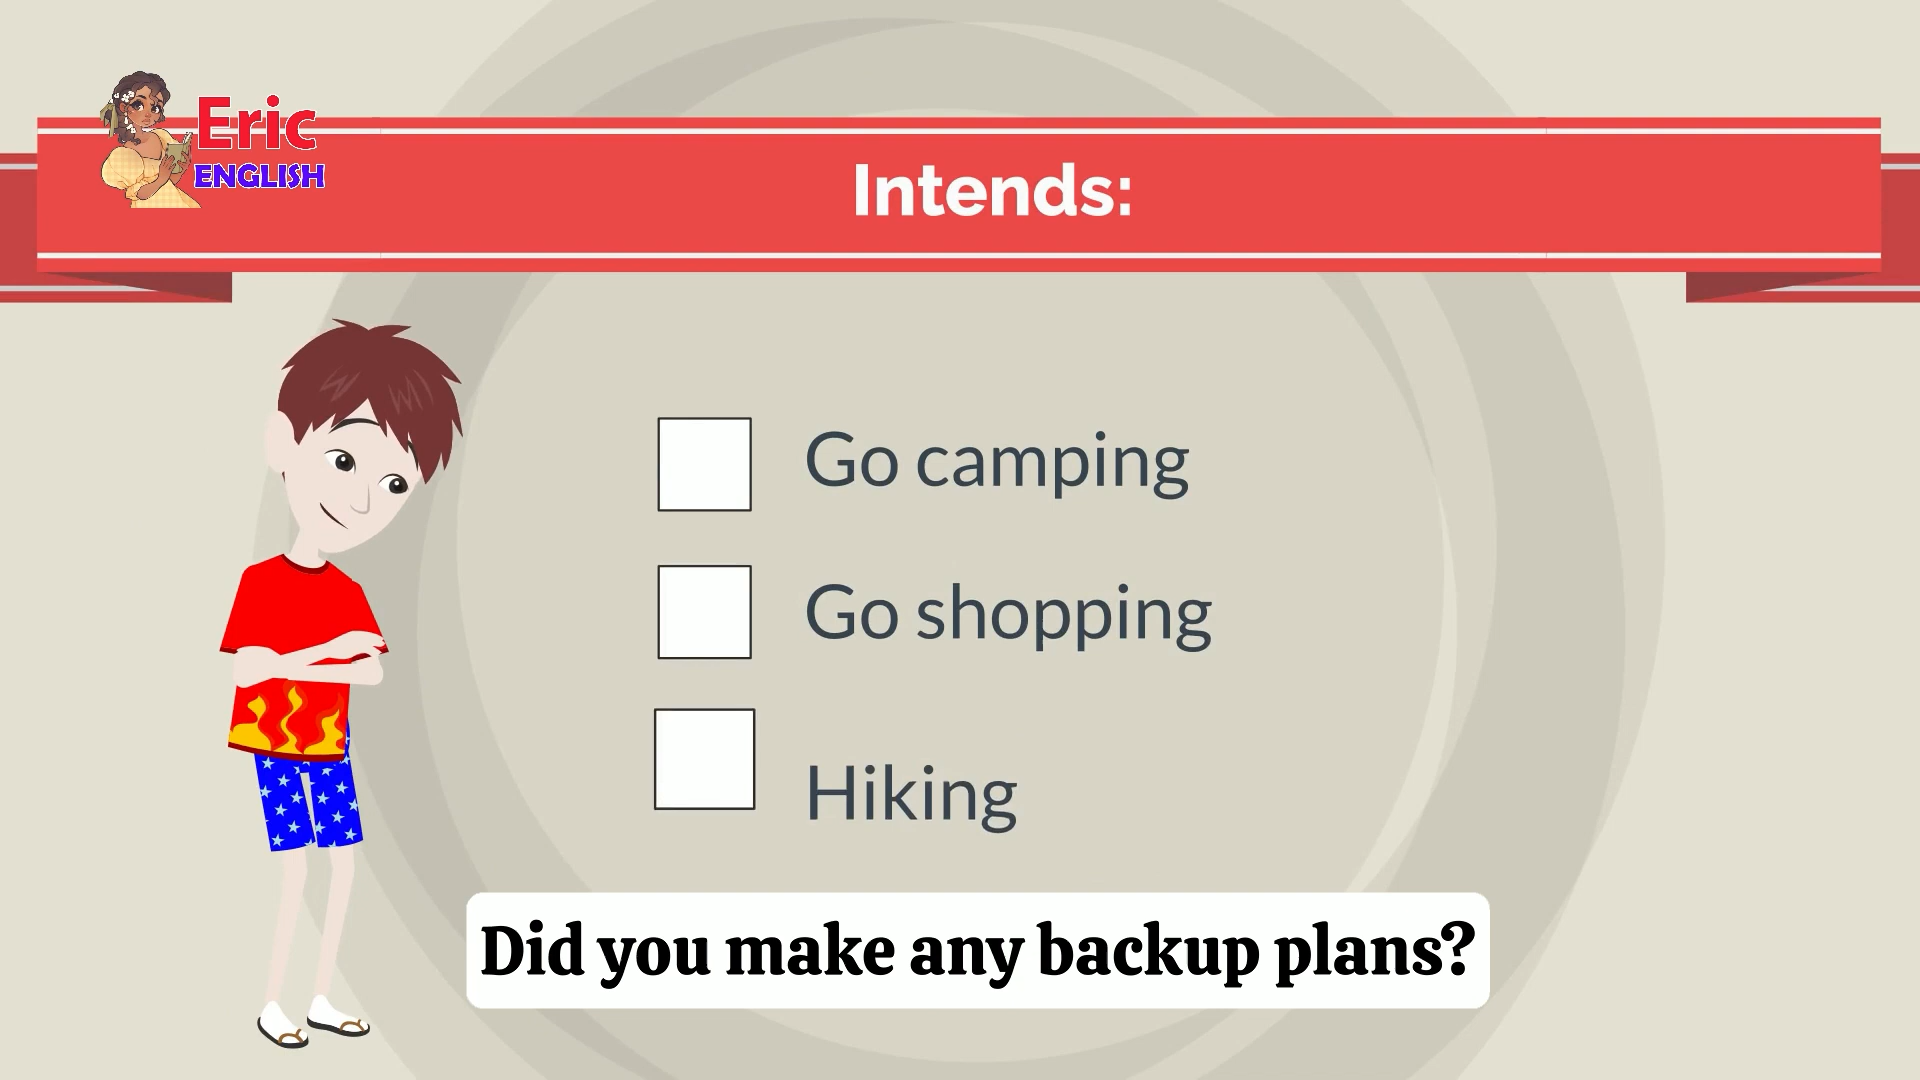 Eric
ENGLISH
Intends:
Go camping
Go shopping
Hiking
Did you make any backup plans?